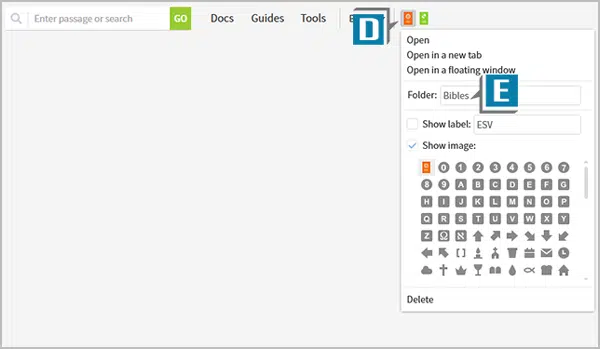 Enter passage or search GO Docs Guides Tools
D
Open
Open in a new tab
Open in a floating window
Folder: Bibles
E
Show label: ESV
Show image:
0 1 2 3 4 5 6 7
8 9 A B C D E F G
H I J K L M N O P
Q R S T U V W X Y
Z Ω א
[ ]
Delete